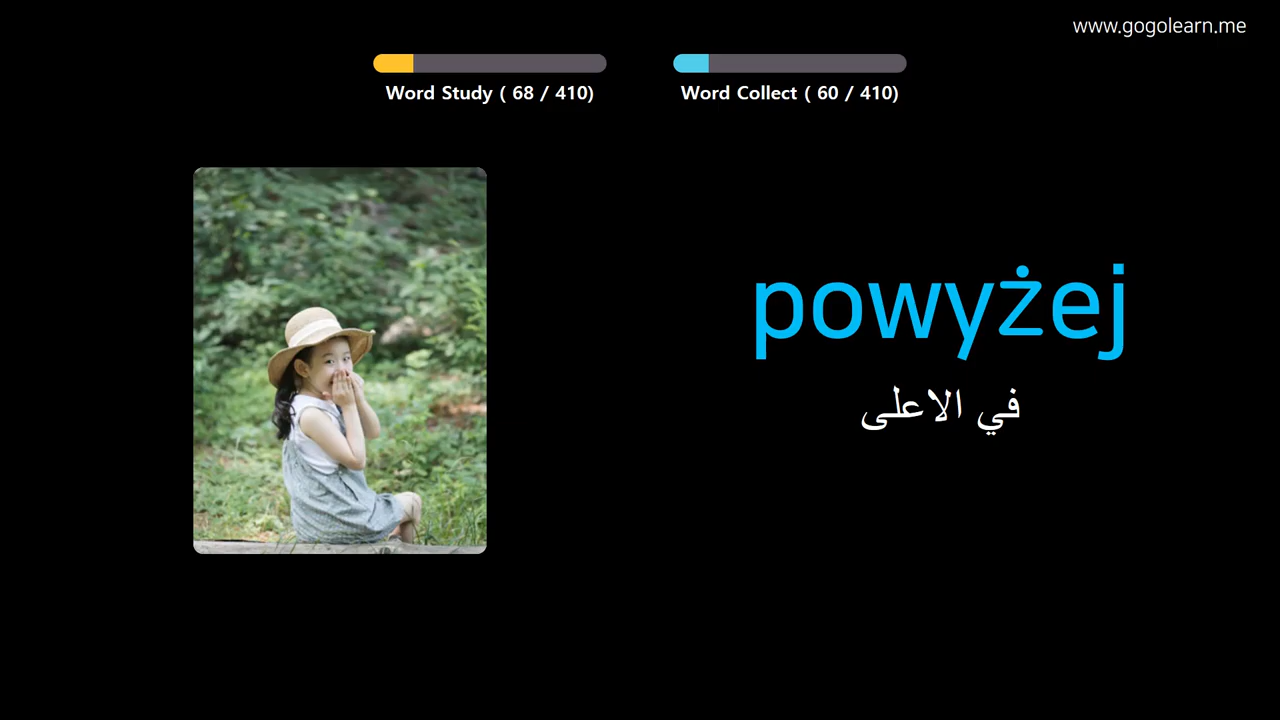 www.gogolearn.me
Word Study ( 68 / 410)
Word Collect ( 60 / 410)
powyżej
في الاعلى